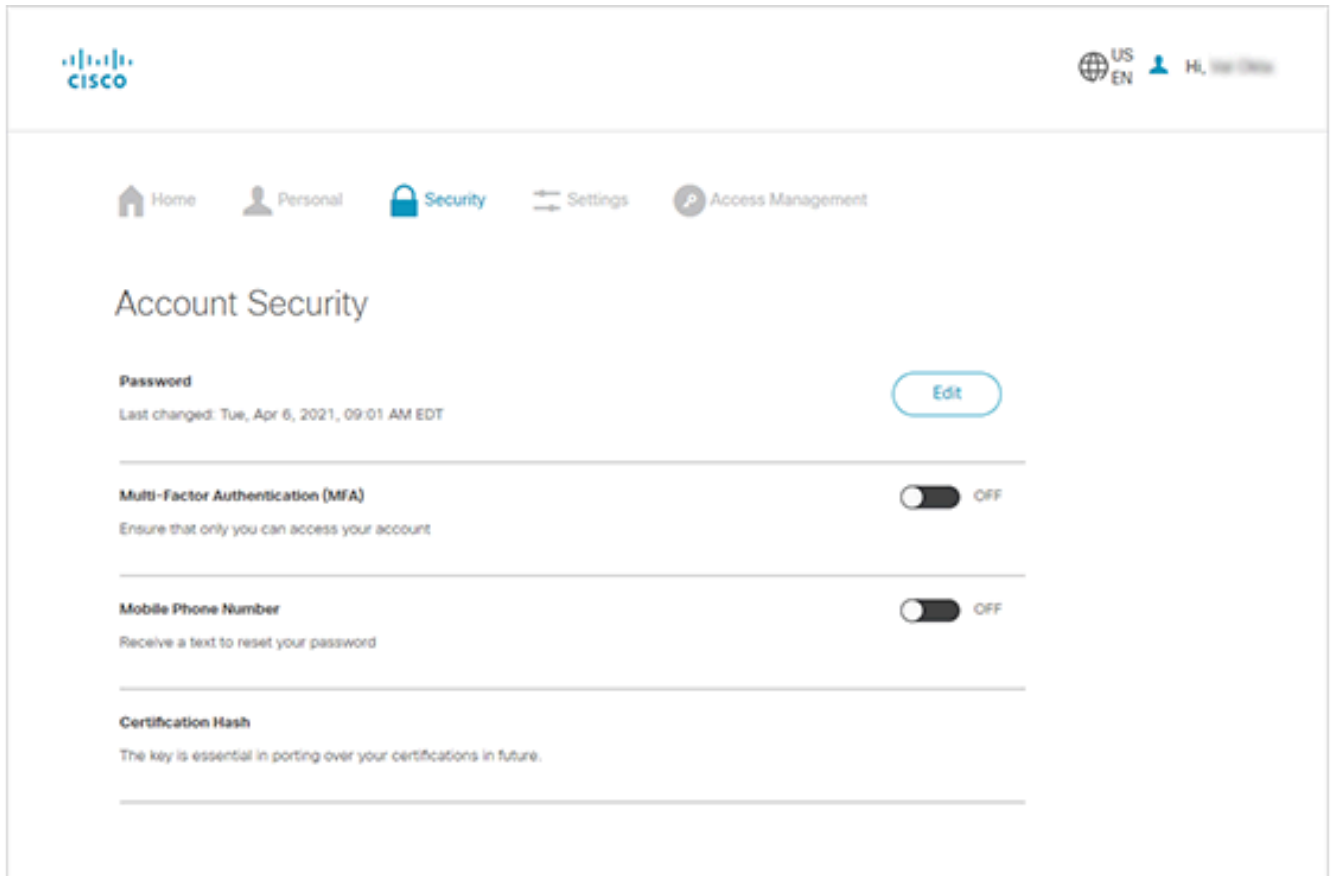 cisco
US
EN
Hi,
Home Personal Security Settings Access Management
Account Security
Password
Edit
Last changed: Tue, Apr 6, 2021, 09:01 AM EDT
Multi-Factor Authentication (MFA)
OFF
Ensure that only you can access your account
Mobile Phone Number
OFF
Receive a text to reset your password
Certification Hash
The key is essential in porting over your certifications in future.